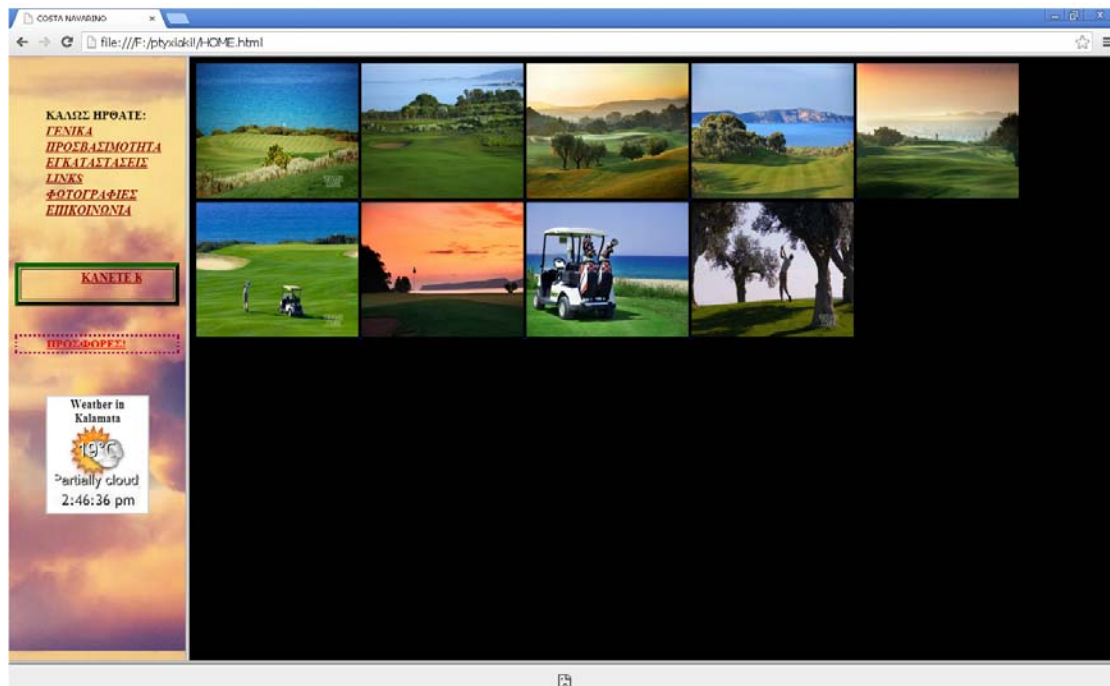 COSTA NAVARINO
file:///F:/ptyxiaki!/HOME.html
ΚΑΛΩΣ ΗΡΘΑΤΕ:
ΓΕΝΙΚΑ
ΠΡΟΣΒΑΣΙΜΟΤΗΤΑ
ΕΓΚΑΤΑΣΤΑΣΕΙΣ
LINKS
ΦΩΤΟΓΡΑΦΙΕΣ
ΕΠΙΚΟΙΝΩΝΙΑ
ΚΑΝΕΤΕ Κ
ΠΡΟΣΦΟΡΕΣ!
Weather in
Kalamata
19°C
Partially cloud
2:46:36 pm